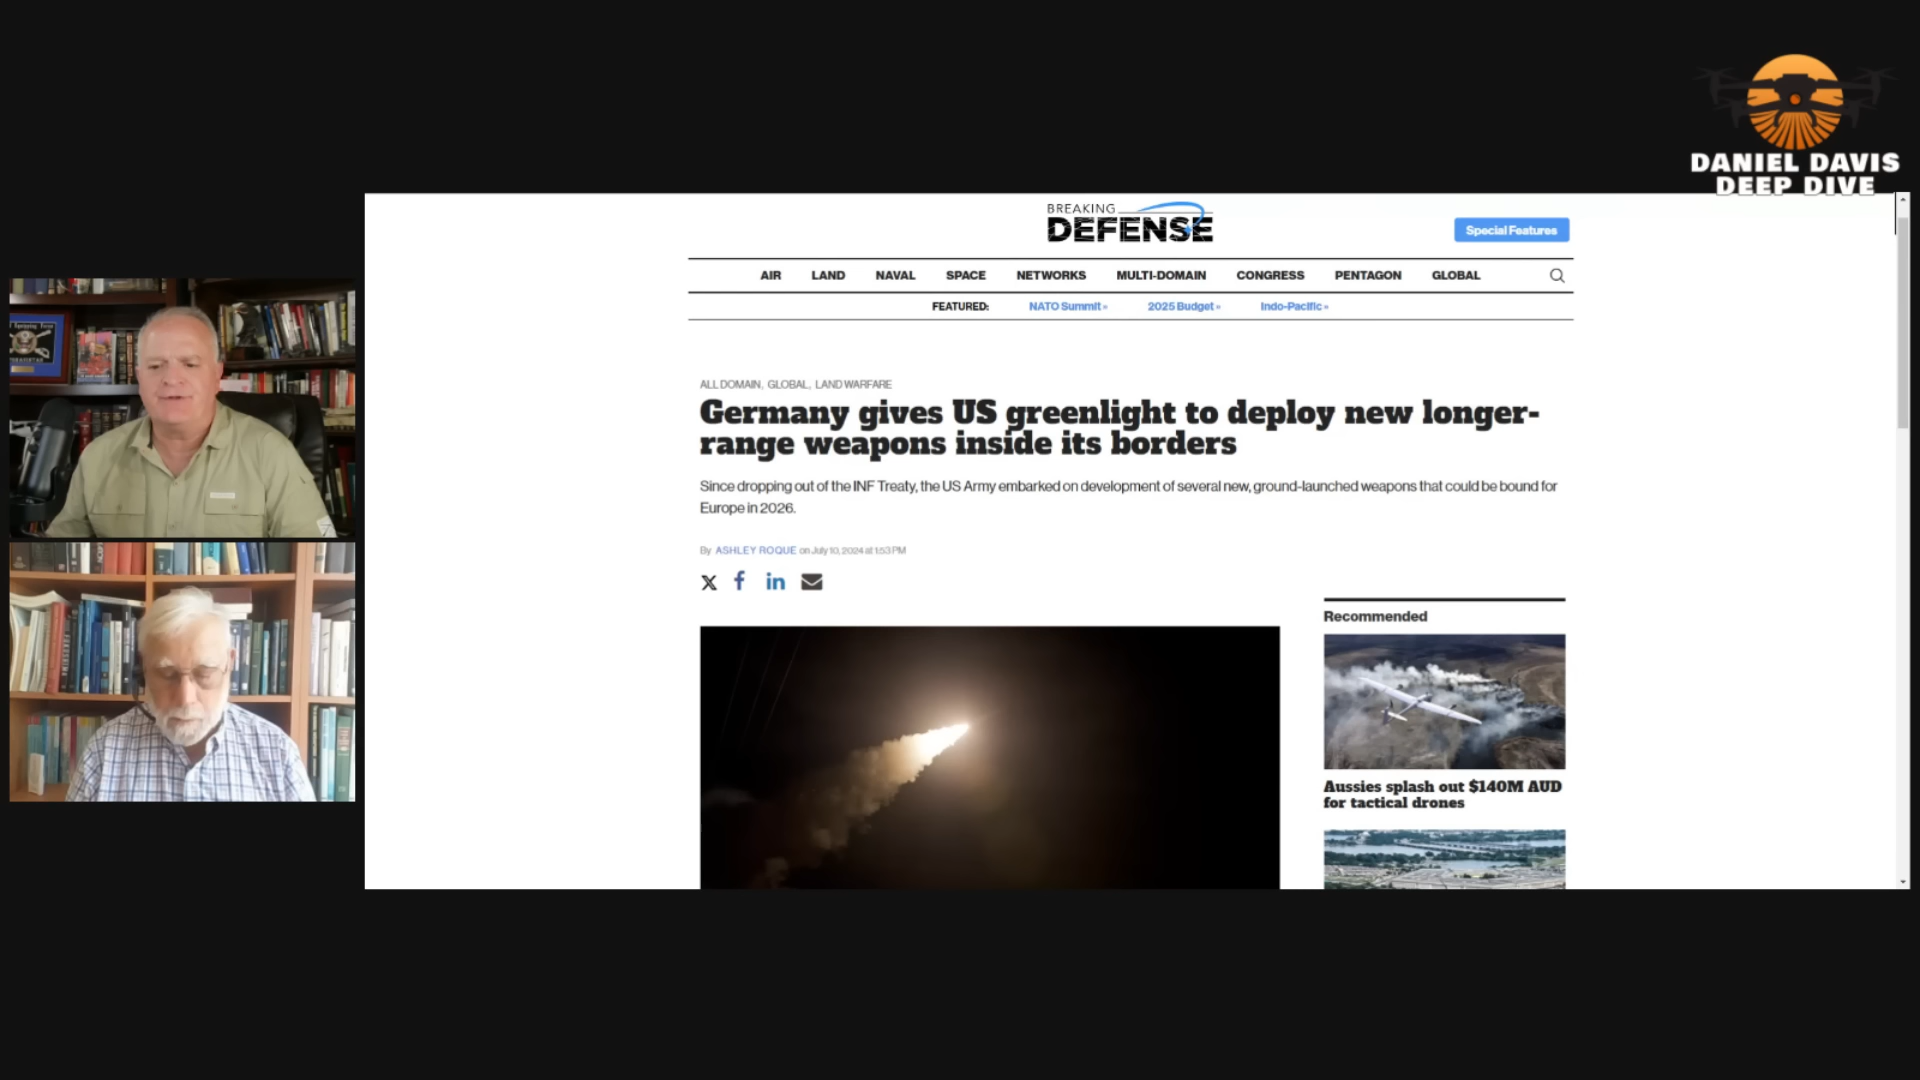 DANIEL DAVIS
DEEP DIVE
BREAKING
DEFENSE
Special Features
AIR LAND NAVAL SPACE NETWORKS MULTI-DOMAIN CONGRESS PENTAGON GLOBAL
FEATURED: NATO Summit» 2025 Budget» Indo-Pacific»
ALL DOMAIN, GLOBAL, LAND WARFARE
Germany gives US greenlight to deploy new longer-
range weapons inside its borders
Since dropping out of the INF Treaty, the US Army embarked on development of several new, ground-launched weapons that could be bound for
Europe in 2026.
By ASHLEY ROQUE on July 10, 2024 at 1:53 PM
Recommended
Aussies splash out $140M AUD
for tactical drones